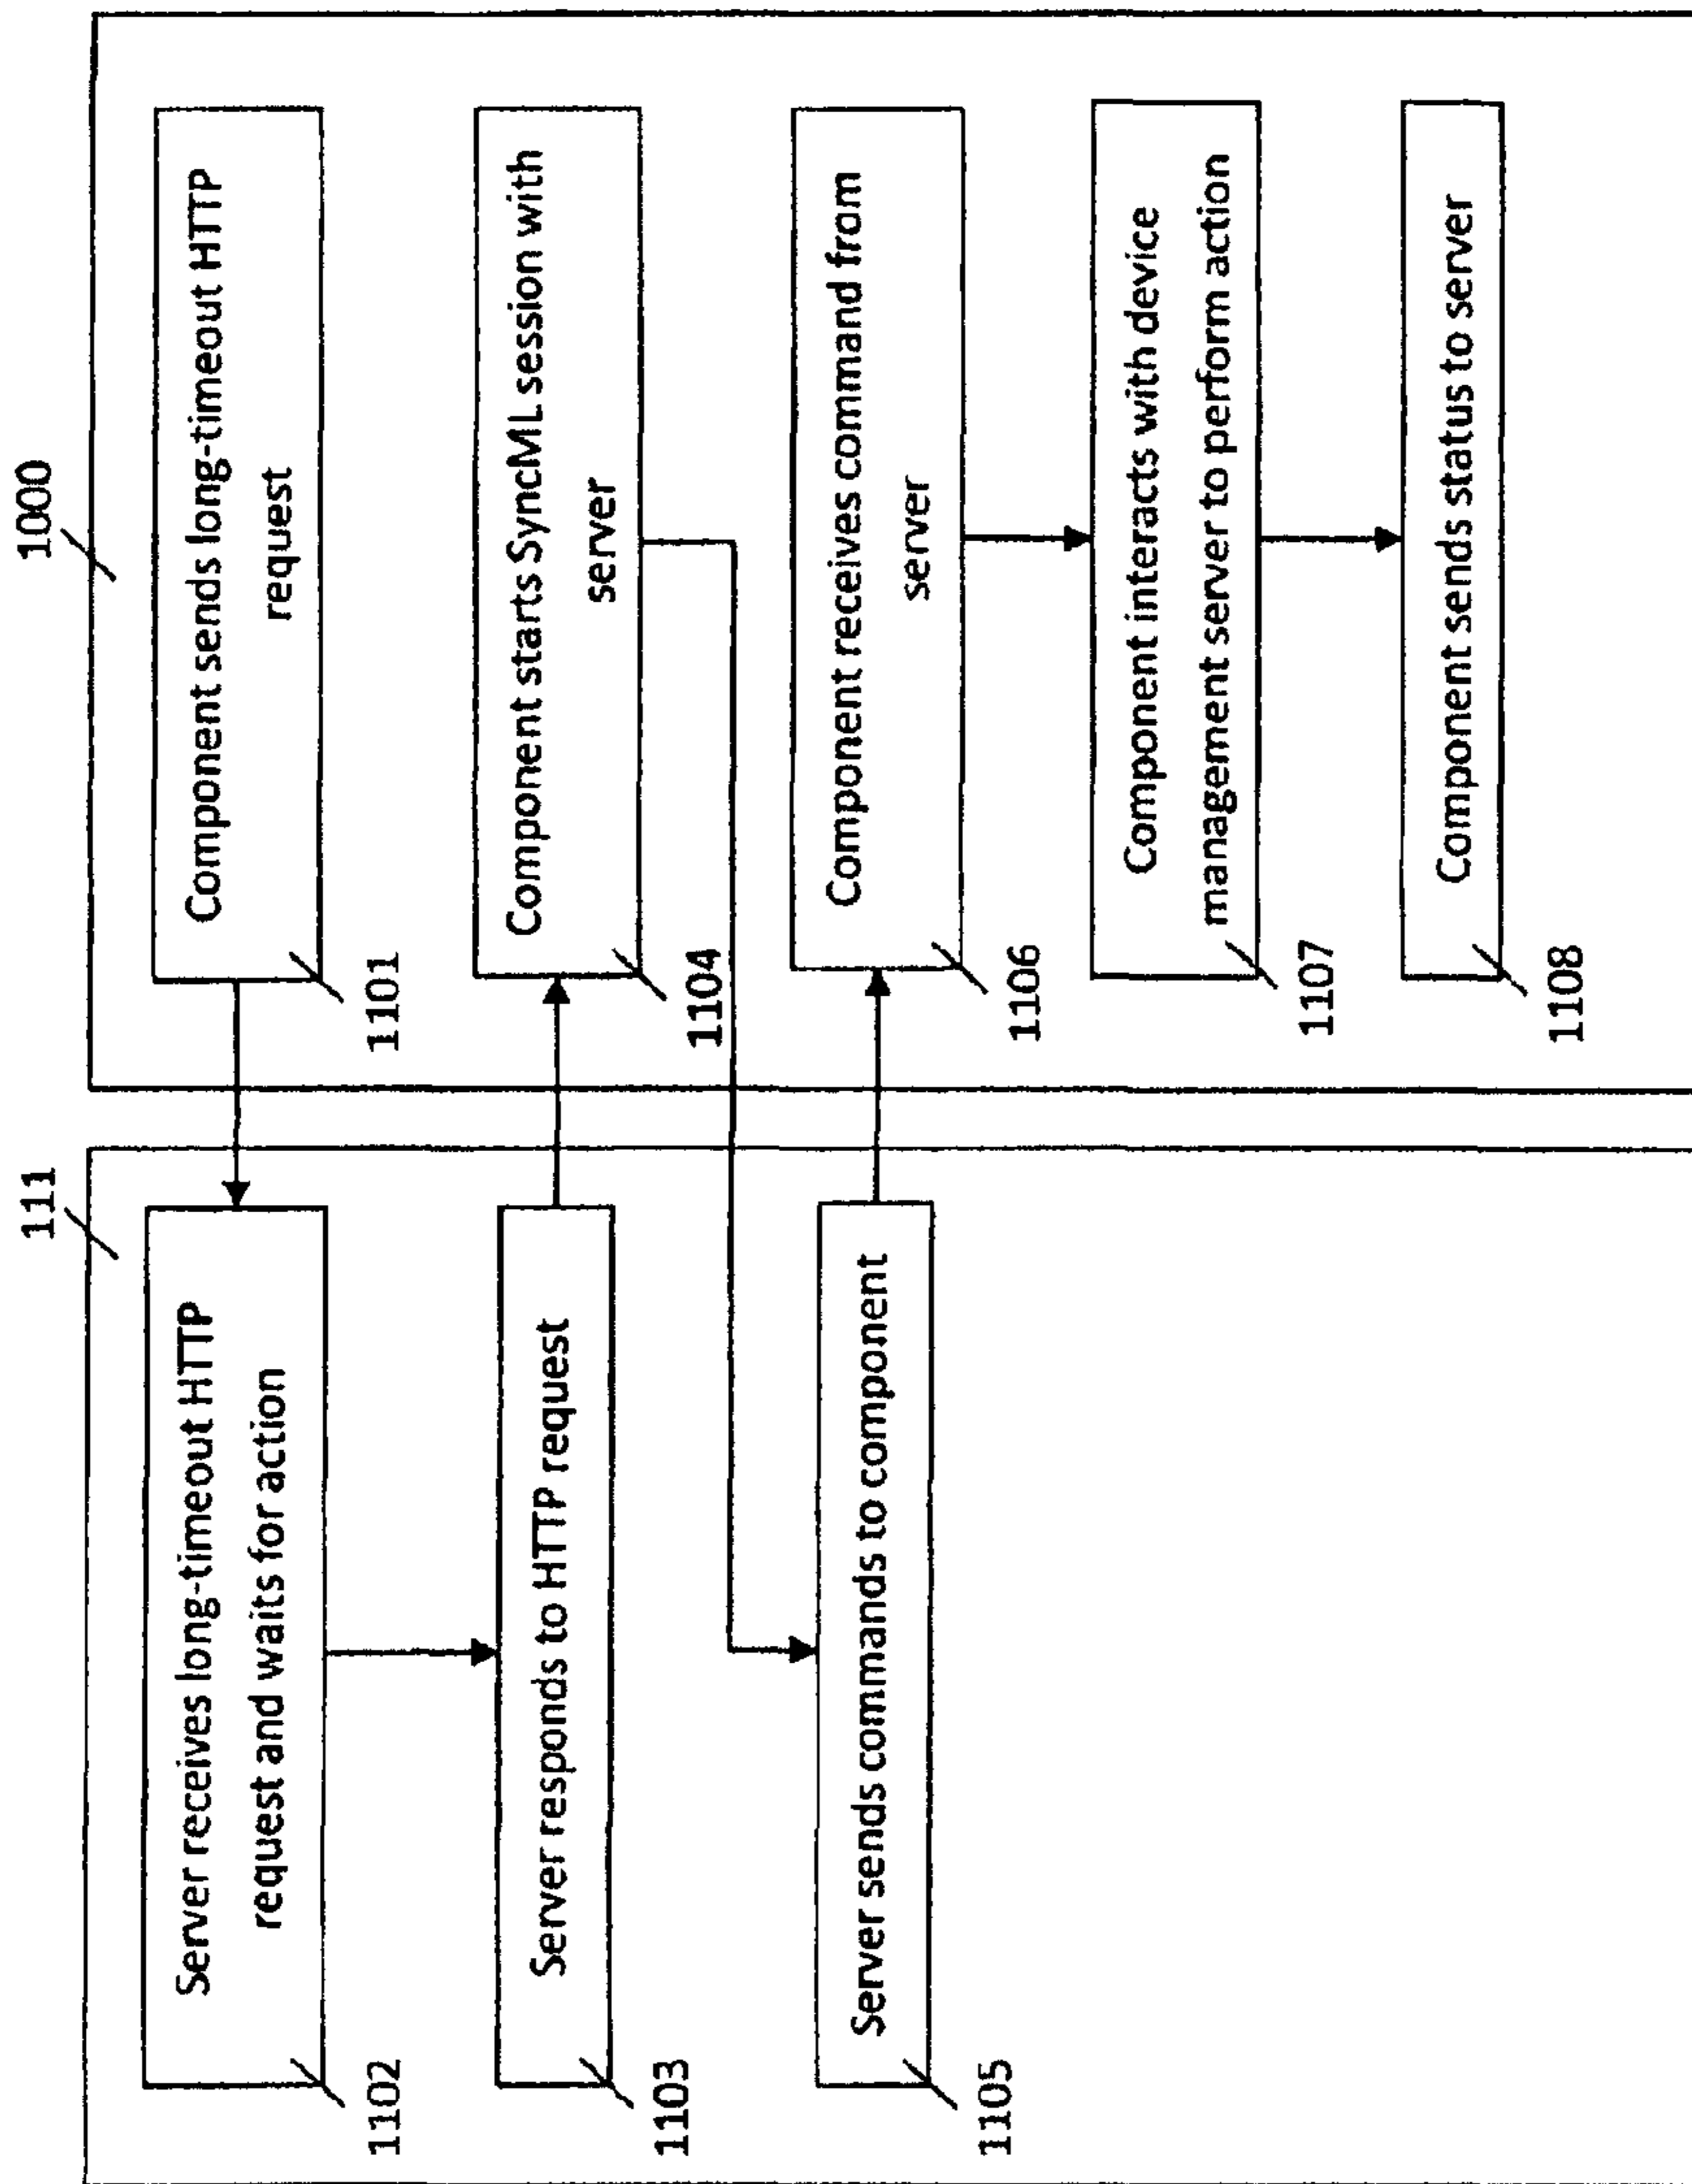 111
Server receives long-timeout HTTP
request and waits for action
1102
Server responds to HTTP request
1103
Server sends commands to component
1105
1000
Component sends long-timeout HTTP
request
1101
Component starts SyncML session with
server
1104
Component receives command from
server
1106
Component interacts with device
management server to perform action
1107
Component sends status to server
1108